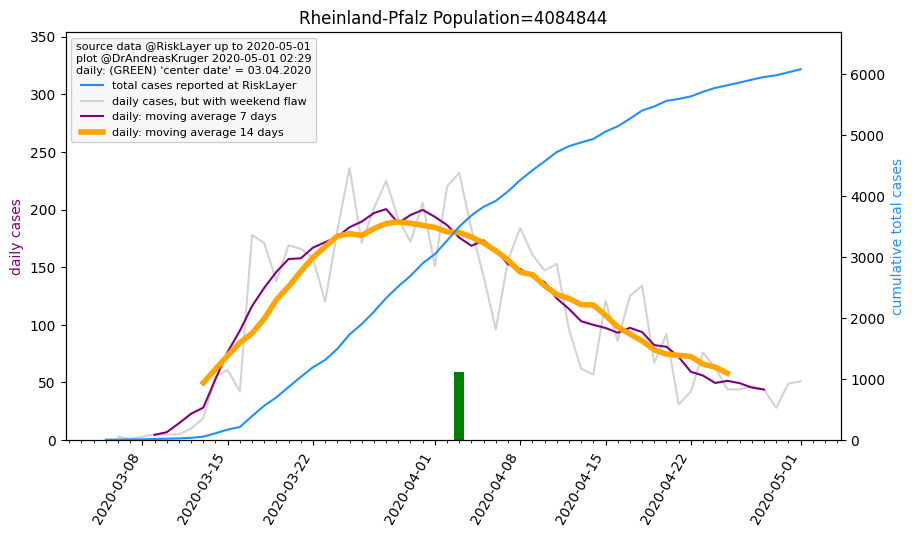 Rheinland-Pfalz Population=4084844
source data @RiskLayer up to 2020-05-01
plot @DrAndreasKruger 2020-05-01 02:29
daily: (GREEN) 'center date' = 03.04.2020
total cases reported at RiskLayer
daily cases, but with weekend flaw
daily: moving average 7 days
daily: moving average 14 days
daily cases
350
300
250
200
150
100
50
0
6000
5000
4000
3000
2000
1000
0
cumulative total cases
2020-03-08
2020-03-15
2020-03-22
2020-04-01
2020-04-08
2020-04-15
2020-04-22
2020-05-01